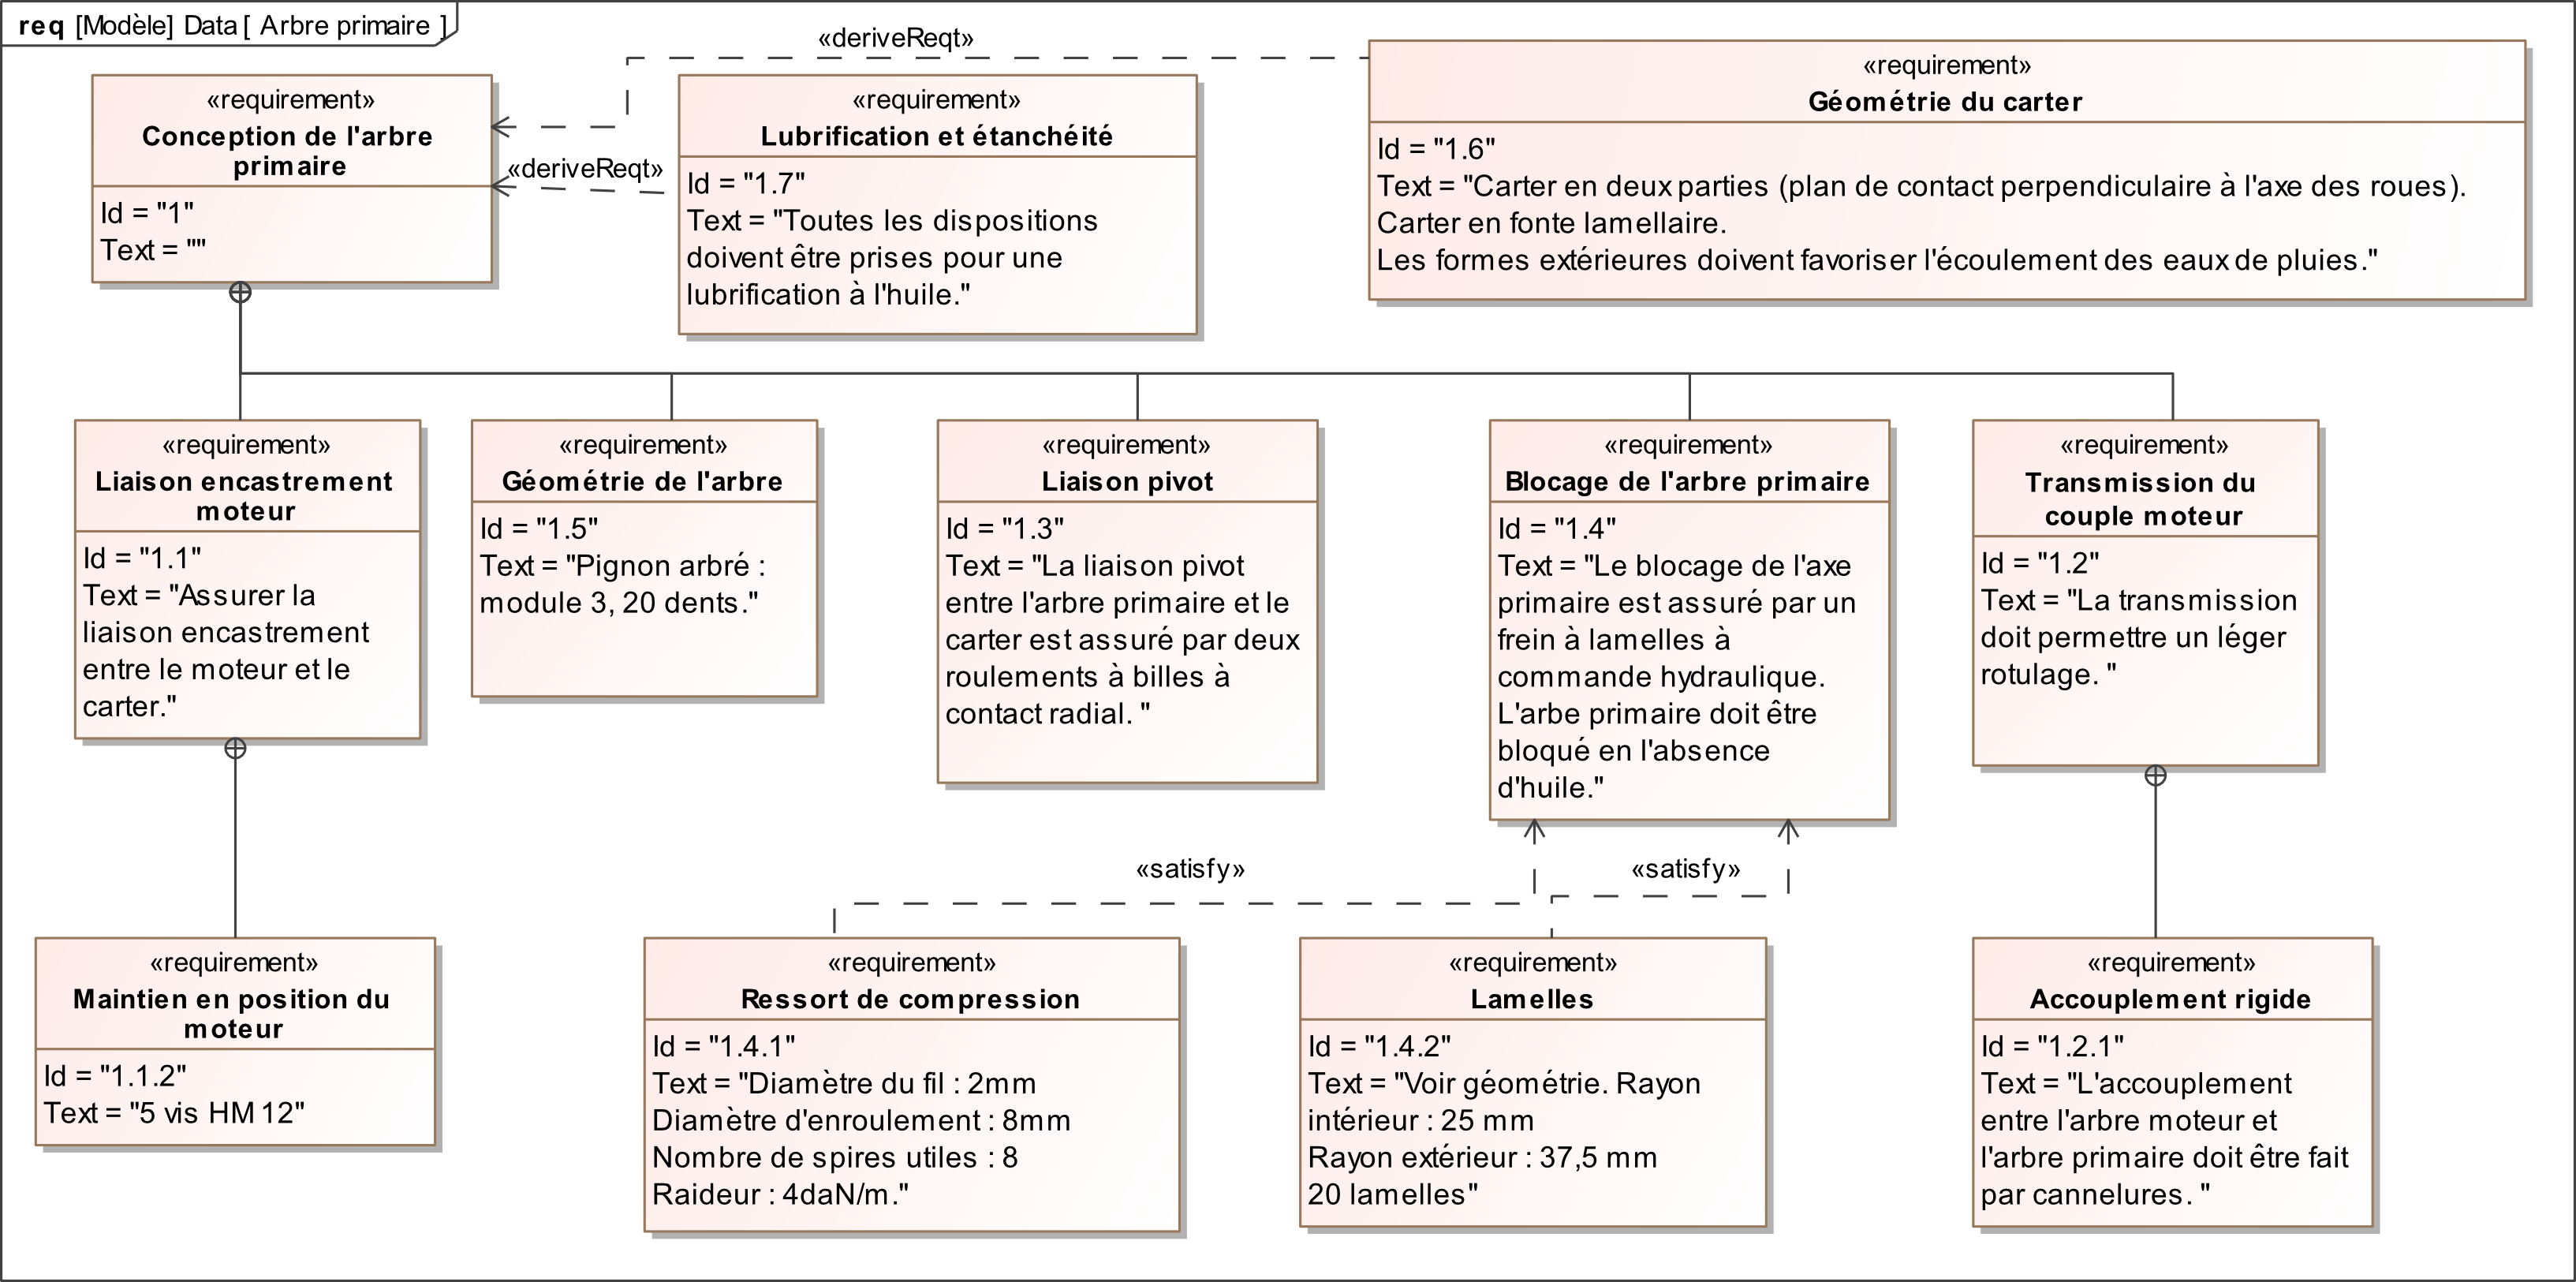 req [Modèle] Data [ Arbre primaire ]
«deriveReqt»
«requirement»
Conception de l'arbre
primaire
Id = "1"
Text = ""
«deriveReqt»
«requirement»
Lubrification et étanchéité
Id = "1.7"
Text = "Toutes les dispositions
doivent être prises pour une
lubrification à l'huile."
«requirement»
Géométrie du carter
Id = "1.6"
Text = "Carter en deux parties (plan de contact perpendiculaire à l'axe des roues).
Carter en fonte lamellaire.
Les formes extérieures doivent favoriser l'écoulement des eaux de pluies."
«requirement»
Liaison encastrement
moteur
Id = "1.1"
Text = "Assurer la
liaison encastrement
entre le moteur et le
carter."
«requirement»
Géométrie de l'arbre
Id = "1.5"
Text = "Pignon arbré :
module 3, 20 dents."
«requirement»
Liaison pivot
Id = "1.3"
Text = "La liaison pivot
entre l'arbre primaire et le
carter est assuré par deux
roulements à billes à
contact radial. "
«requirement»
Blocage de l'arbre primaire
Id = "1.4"
Text = "Le blocage de l'axe
primaire est assuré par un
frein à lamelles à
commande hydraulique.
L'arbe primaire doit être
bloqué en l'absence
d'huile."
«requirement»
Transmission du
couple moteur
Id = "1.2"
Text = "La transmission
doit permettre un léger
rotulage. "
«satisfy»
«satisfy»
«requirement»
Maintien en position du
moteur
Id = "1.1.2"
Text = "5 vis HM 12"
«requirement»
Ressort de compression
Id = "1.4.1"
Text = "Diamètre du fil : 2mm
Diamètre d'enroulement : 8mm
Nombre de spires utiles : 8
Raideur : 4daN/m."
«requirement»
Lamelles
Id = "1.4.2"
Text = "Voir géométrie. Rayon
intérieur : 25 mm
Rayon extérieur : 37,5 mm
20 lamelles"
«requirement»
Accouplement rigide
Id = "1.2.1"
Text = "L'accouplement
entre l'arbre moteur et
l'arbre primaire doit être fait
par cannelures. "